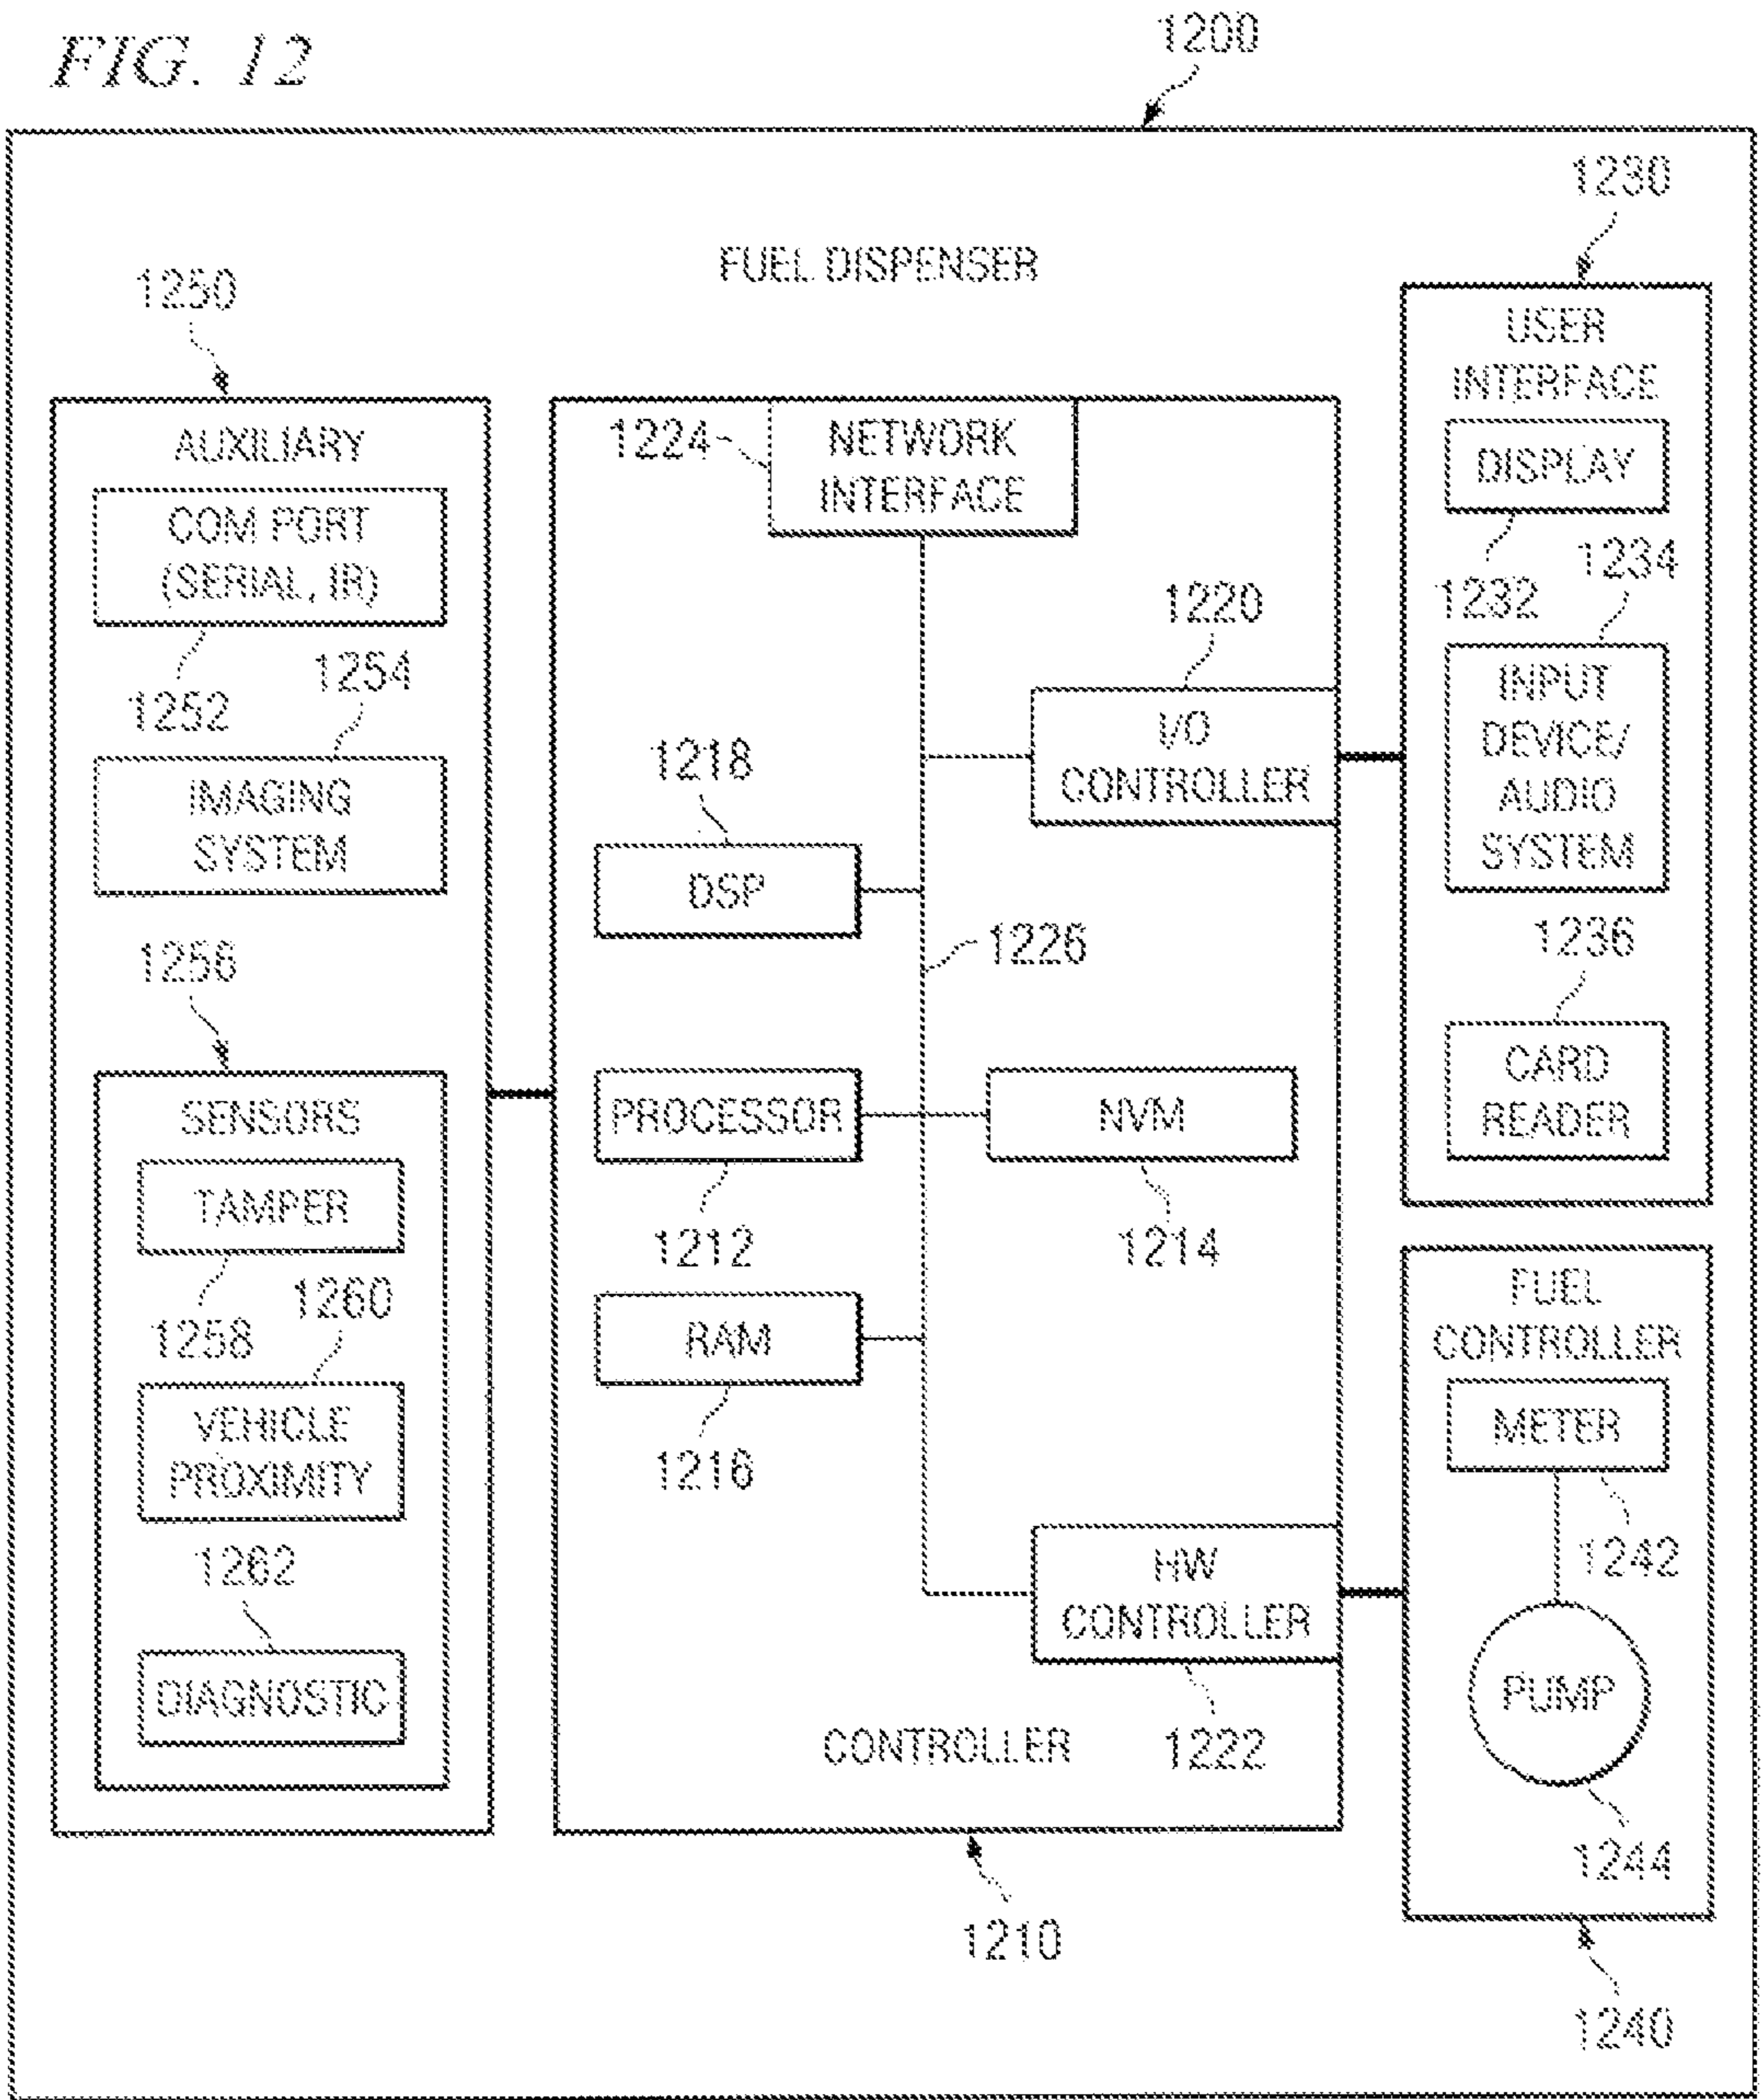 FIG. 12
1200
FUEL DISPENSER
1250
AUXILIARY
COM PORT
(SERIAL, IR)
1252
1254
IMAGING
SYSTEM
1256
SENSORS
TAMPER
1258
1260
VEHICLE
PROXIMITY
1262
DIAGNOSTIC
1224
NETWORK
INTERFACE
1220
I/O
CONTROLLER
1218
DSP
1226
PROCESSOR
1212
NVM
1214
RAM
1216
HW
CONTROLLER
1222
CONTROLLER
1210
1230
USER
INTERFACE
DISPLAY
1232
1234
INPUT
DEVICE/
AUDIO
SYSTEM
1236
CARD
READER
FUEL
CONTROLLER
METER
1242
PUMP
1244
1240